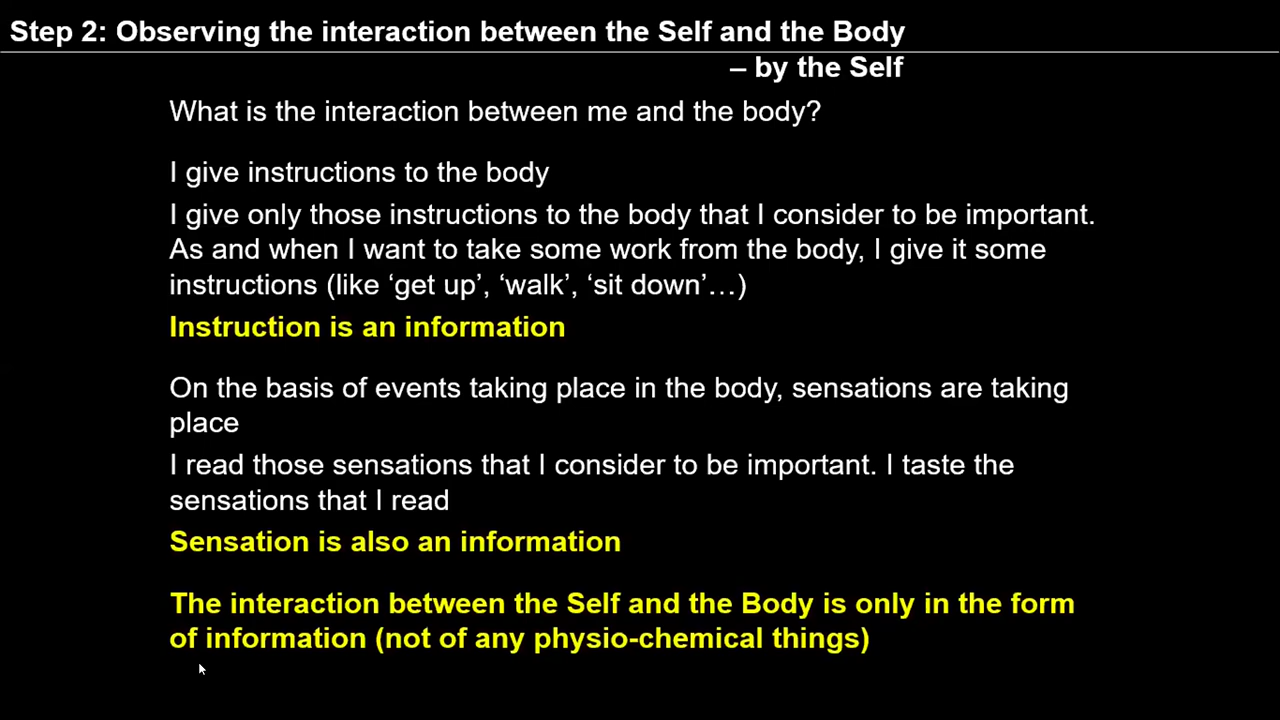 Step 2: Observing the interaction between the Self and the Body
– by the Self
What is the interaction between me and the body?
I give instructions to the body
I give only those instructions to the body that I consider to be important.
As and when I want to take some work from the body, I give it some
instructions (like ‘get up’, ‘walk’, ‘sit down’…)
Instruction is an information
On the basis of events taking place in the body, sensations are taking
place
I read those sensations that I consider to be important. I taste the
sensations that I read
Sensation is also an information
The interaction between the Self and the Body is only in the form
of information (not of any physio-chemical things)